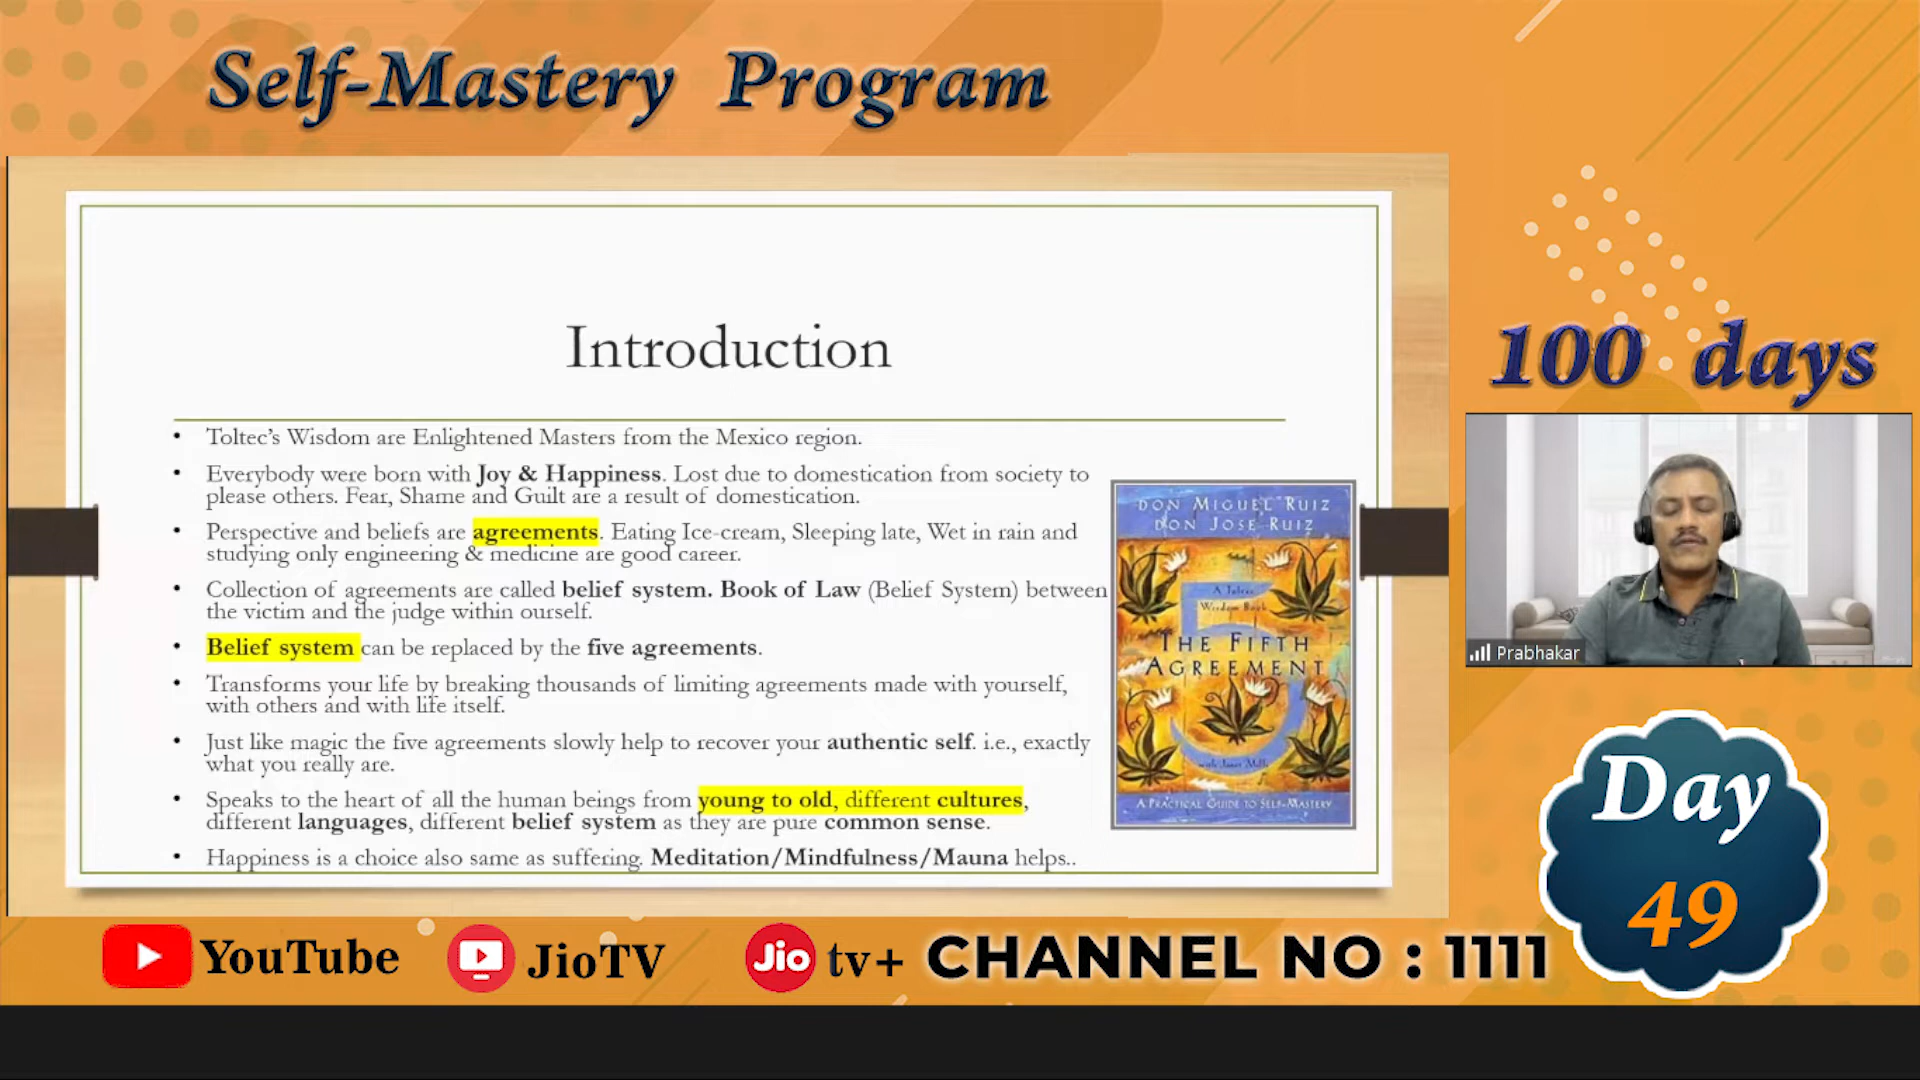 Self-Mastery Program
Introduction
• Toltec's Wisdom are Enlightened Masters from the Mexico region.
• Everybody were born with Joy & Happiness. Lost due to domestication from society to
please others. Fear, Shame and Guilt are a result of domestication.
• Perspective and beliefs are agreements. Eating Ice-cream, Sleeping late, Wet in rain and
studying only engineering & medicine are good career.
• Collection of agreements are called belief system. Book of Law (Belief System) between
the victim and the judge within ourself.
• Belief system can be replaced by the five agreements.
• Transforms your life by breaking thousands of limiting agreements made with yourself,
with others and with life itself.
• Just like magic the five agreements slowly help to recover your authentic self. i.e., exactly
what you really are.
• Speaks to the heart of all the human beings from young to old, different cultures,
different languages, different belief system as they are pure common sense.
• Happiness is a choice also same as suffering. Meditation/Mindfulness/Mauna helps..
DON MIGUEL RUIZ
DON JOSE RUIZ
5
A Toltec
Wisdom Book
THE FIFTH
AGREEMENT
with Janet Mills
A PRACTICAL GUIDE TO SELF-MASTERY
100 days
Prabhakar
Day
49
YouTube
JioTV
Jio tv+
CHANNEL NO : 1111